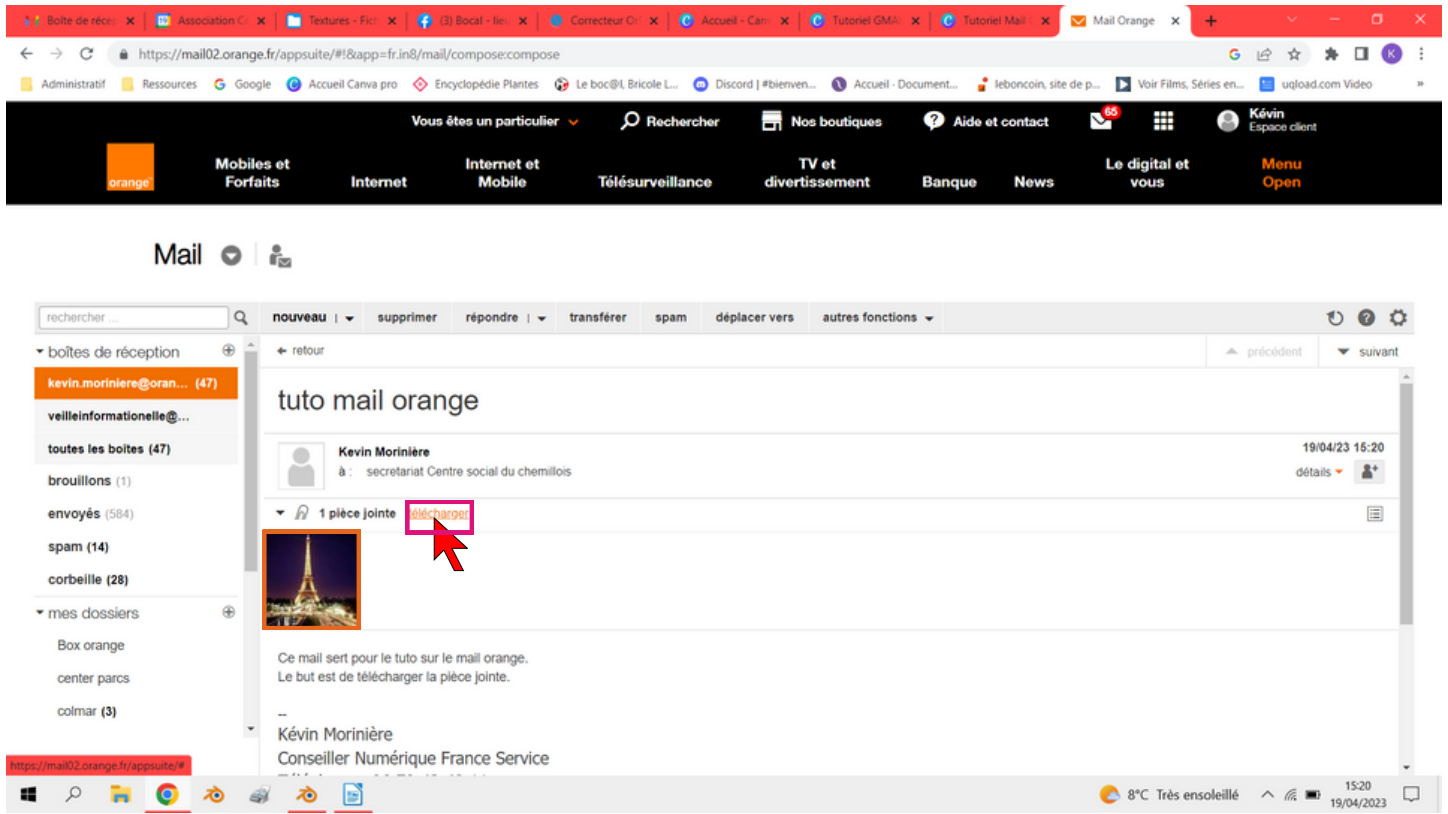 Boîte de récep
Association Ce
Textures - Fich
(3) Bocal - lieu
Correcteur Or
Accueil - Canv
Tutoriel GMAI
Tutoriel Mail
Mail Orange
https://mail02.orange.fr/appsuite/#!&app=fr.in8/mail/compose:compose
K
Administratif
Ressources
Google
Accueil Canva pro
Encyclopédie Plantes
Le boc@l, Bricole L...
Discord | #bienven...
Accueil - Document...
leboncoin, site de p...
Voir Films, Séries en...
uqload.com Video
»
Vous êtes un particulier
Rechercher
Nos boutiques
Aide et contact
65
Kévin
Espace client
orange
Mobiles et Forfaits
Internet
Internet et Mobile
Télésurveillance
TV et divertissement
Banque
News
Le digital et vous
Menu Open
Mail
rechercher ...
nouveau
supprimer
répondre
transférer
spam
déplacer vers
autres fonctions
boîtes de réception
retour
précédent
suivant
kevin.moriniere@oran... (47)
veilleinformationelle@...
toutes les boîtes (47)
brouillons (1)
envoyés (584)
spam (14)
corbeille (28)
mes dossiers
Box orange
center parcs
colmar (3)
tuto mail orange
Kevin Morinière
19/04/23 15:20
à : secretariat Centre social du chemillois
détails
1 pièce jointe télécharger
Ce mail sert pour le tuto sur le mail orange.
Le but est de télécharger la pièce jointe.
--
Kévin Morinière
Conseiller Numérique France Service
https://mail02.orange.fr/appsuite/#
8°C Très ensoleillé
15:20
19/04/2023